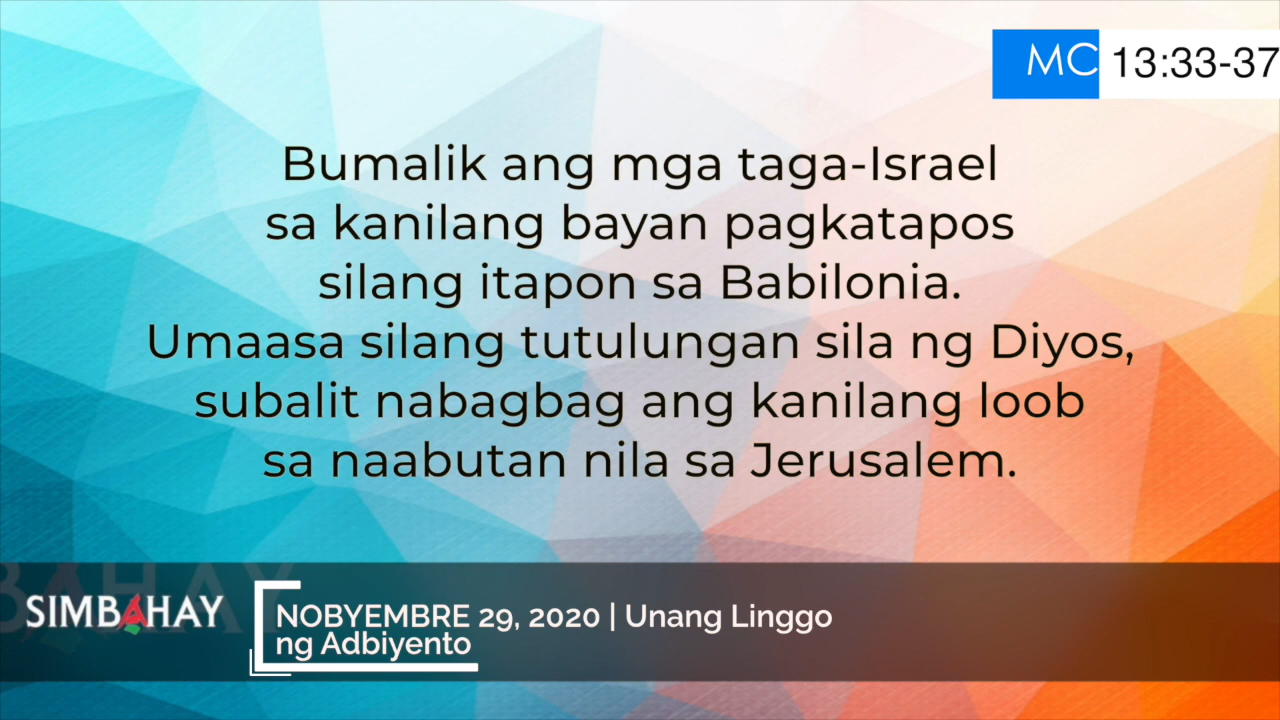 MC 13:33-37
Bumalik ang mga taga-Israel
sa kanilang bayan pagkatapos
silang itapon sa Babilonia.
Umaasa silang tutulungan sila ng Diyos,
subalit nabagbag ang kanilang loob
sa naabutan nila sa Jerusalem.
SIMBAHAY
NOBYEMBRE 29, 2020 | Unang Linggo
ng Adbiyento